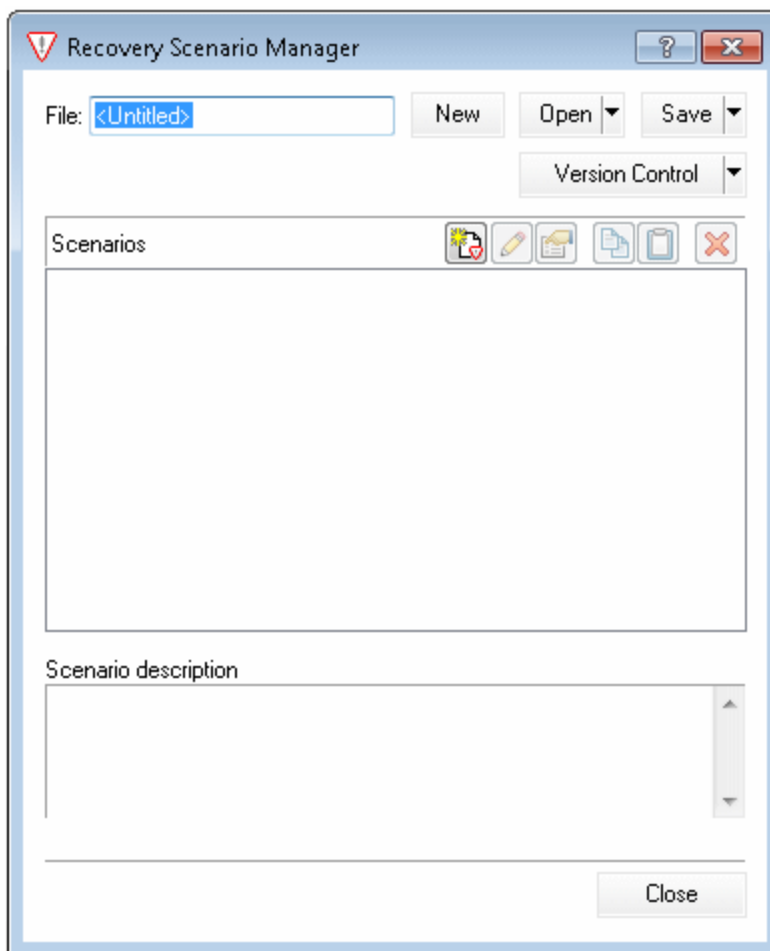 Recovery Scenario Manager
File: <Untitled> New Open Save
Version Control
Scenarios
Scenario description
Close